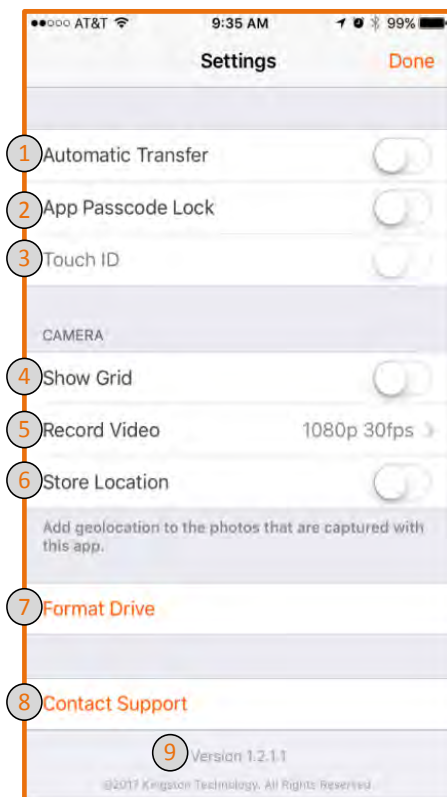 ●●○○○ AT&T 9:35 AM 99%
Settings Done
1 Automatic Transfer
2 App Passcode Lock
3 Touch ID
CAMERA
4 Show Grid
5 Record Video 1080p 30fps >
6 Store Location
Add geolocation to the photos that are captured with
this app.
7 Format Drive
8 Contact Support
9 Version 1.2.1.1
©2017 Kingston Technology. All Rights Reserved.